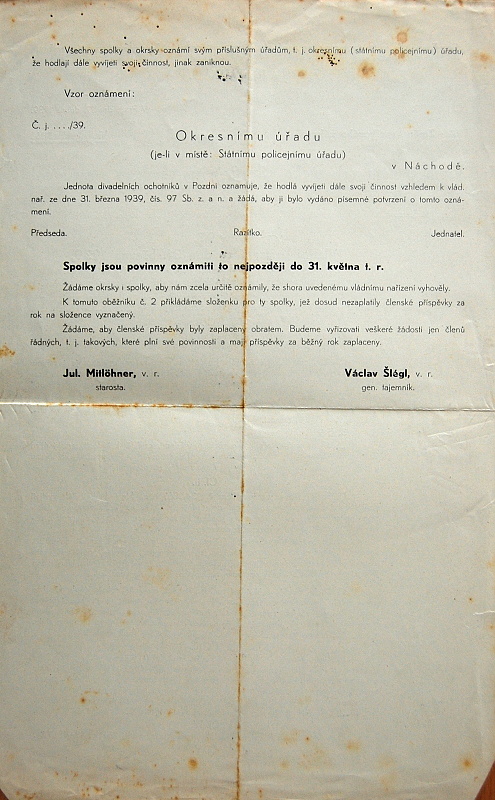 Všechny spolky a okrsky oznámí svým příslušným úřadům, t. j. okresnímu (státnímu policejnímu) úřadu,
že hodlají dále vyvíjeti svoji činnost, jinak zaniknou.
Vzor oznámení:
Č. j. . . . ./39.
Okresnímu úřadu
(je-li v místě: Státnímu policejnímu úřadu)
v Náchodě.
Jednota divadelních ochotníků v Pozdni oznamuje, že hodlá vyvíjeti dále svoji činnost vzhledem k vlád.
nař. ze dne 31. března 1939, čís. 97 Sb. z. a n. a žádá, aby jí bylo vydáno písemné potvrzení o tomto ozná-
mení.
Předseda. Razítko. Jednatel.
Spolky jsou povinny oznámiti to nejpozději do 31. května t. r.
Žádáme okrsky i spolky, aby nám zcela určitě oznámily, že shora uvedenému vládnímu nařízení vyhověly.
K tomuto oběžníku č. 2 přikládáme složenku pro ty spolky, jež dosud nezaplatily členské příspěvky za
rok na složence vyznačený.
Žádáme, aby členské příspěvky byly zaplaceny obratem. Budeme vyřizovati veškeré žádosti jen členů
řádných, t. j. takových, které plní své povinnosti a mají příspěvky za běžný rok zaplaceny.
Jul. Mitlöhner, v. r. Václav Šlégl, v. r.
starosta. gen. tajemník.